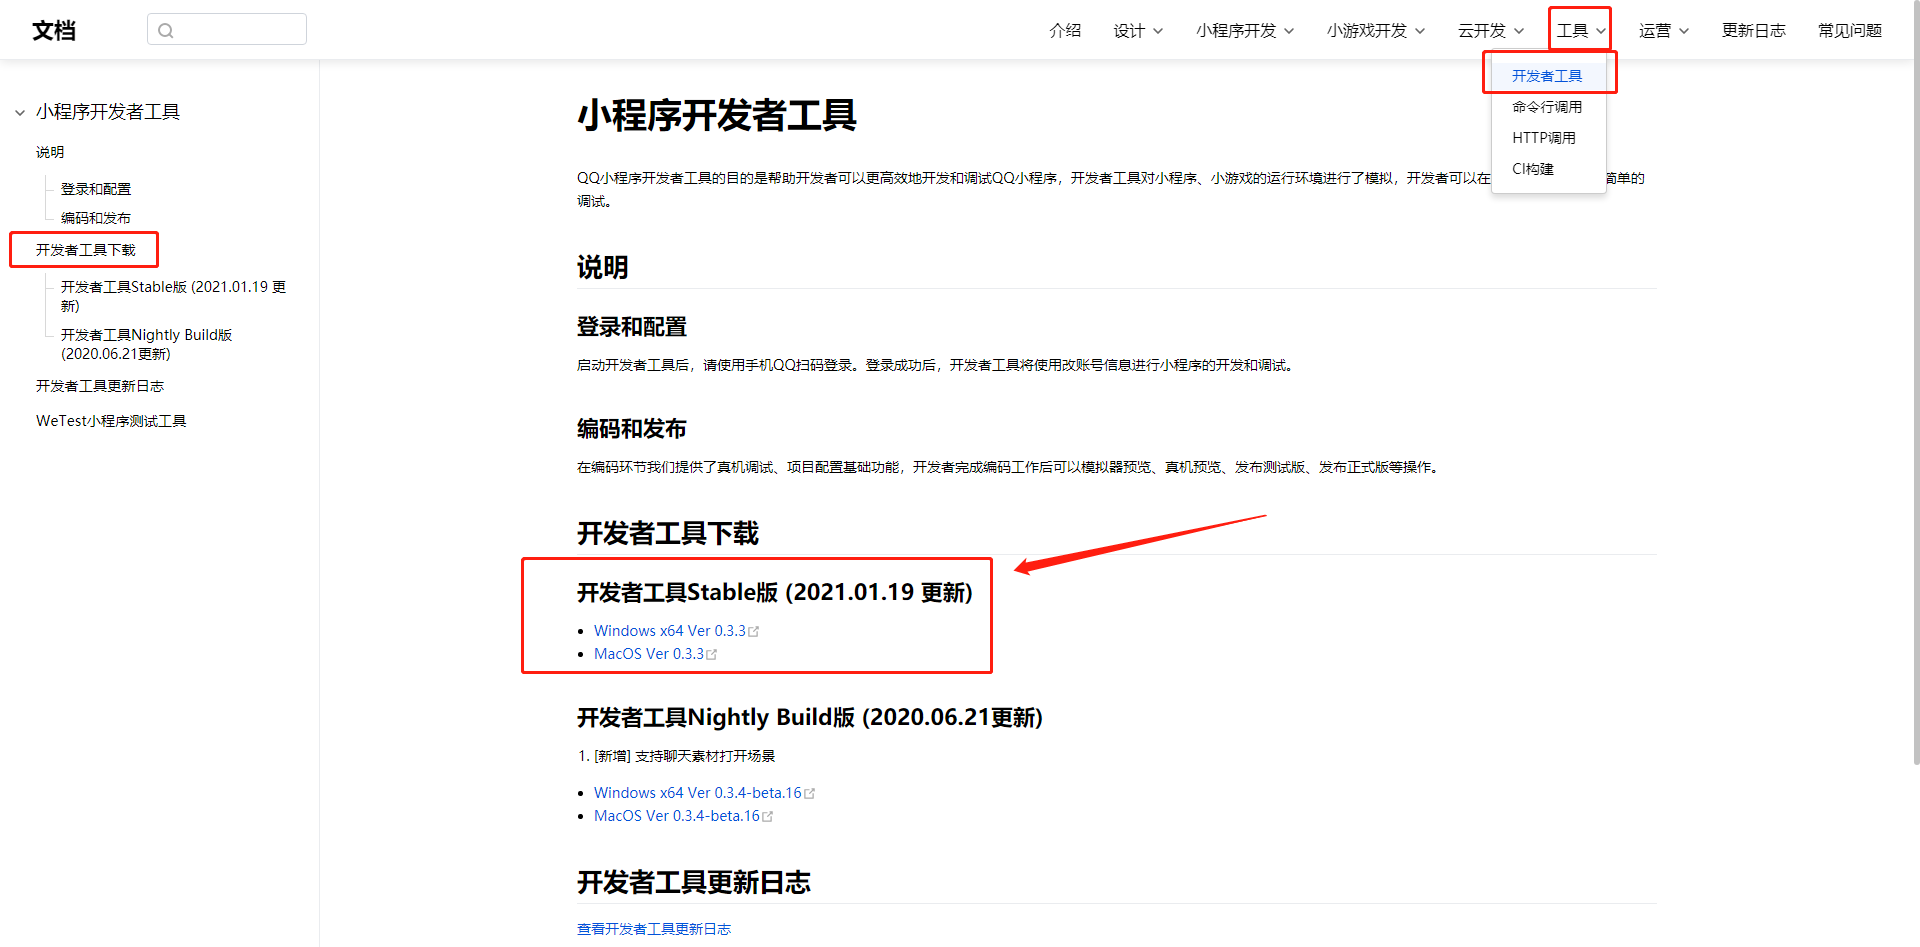 文档
介绍 设计 小程序开发 小游戏开发 云开发 工具 运营 更新日志 常见问题
开发者工具
命令行调用
HTTP调用
CI构建
小程序开发者工具
说明
登录和配置
编码和发布
开发者工具下载
开发者工具Stable版 (2021.01.19 更
新)
开发者工具Nightly Build版
(2020.06.21更新)
开发者工具更新日志
WeTest小程序测试工具
小程序开发者工具
QQ小程序开发者工具的目的是帮助开发者可以更高效地开发和调试QQ小程序，开发者工具对小程序、小游戏的运行环境进行了模拟，开发者可以在 简单的
调试。
说明
登录和配置
启动开发者工具后，请使用手机QQ扫码登录。登录成功后，开发者工具将使用改账号信息进行小程序的开发和调试。
编码和发布
在编码环节我们提供了真机调试、项目配置基础功能，开发者完成编码工作后可以模拟器预览、真机预览、发布测试版、发布正式版等操作。
开发者工具下载
开发者工具Stable版 (2021.01.19 更新)
Windows x64 Ver 0.3.3
MacOS Ver 0.3.3
开发者工具Nightly Build版 (2020.06.21更新)
1. [新增] 支持聊天素材打开场景
Windows x64 Ver 0.3.4-beta.16
MacOS Ver 0.3.4-beta.16
开发者工具更新日志
查看开发者工具更新日志